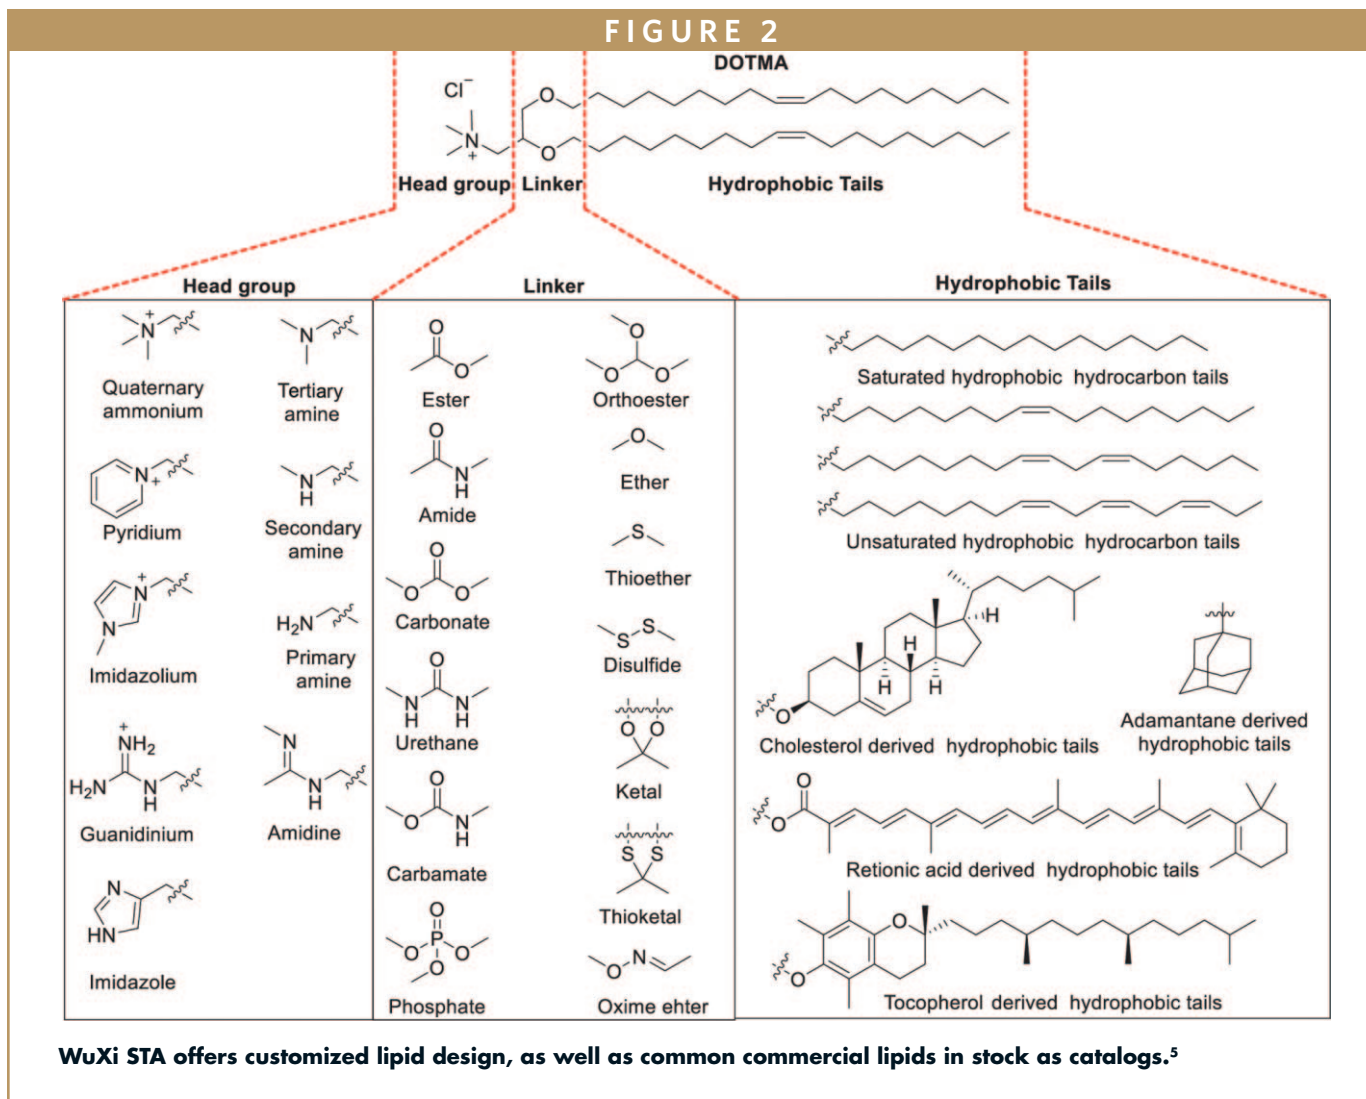 FIGURE 2
DOTMA
Cl−
O
N
+
O
Head group
Linker
Hydrophobic Tails
Head group
Linker
Hydrophobic Tails
+
N
Quaternary
ammonium
N
Tertiary
amine
N
+
Pyridium
N
H
Secondary
amine
+
N
N
Imidazolium
H2N
Primary
amine
+
NH2
H2N
N
H
Guanidinium
N
N
H
Amidine
N
HN
Imidazole
O
O
Ester
O
N
H
Amide
O
O
O
Carbonate
O
N
H
N
H
Urethane
O
O
N
H
Carbamate
O
O
P
O
O
Phosphate
O
O
O
Orthoester
O
Ether
S
Thioether
S
S
Disulfide
O
O
Ketal
S
S
Thioketal
O
N
Oxime ehter
Saturated hydrophobic hydrocarbon tails
Unsaturated hydrophobic hydrocarbon tails
H
H
H
H
O
Cholesterol derived hydrophobic tails
Adamantane derived
hydrophobic tails
O
O
Retionic acid derived hydrophobic tails
O
O
Tocopherol derived hydrophobic tails
WuXi STA offers customized lipid design, as well as common commercial lipids in stock as catalogs.5